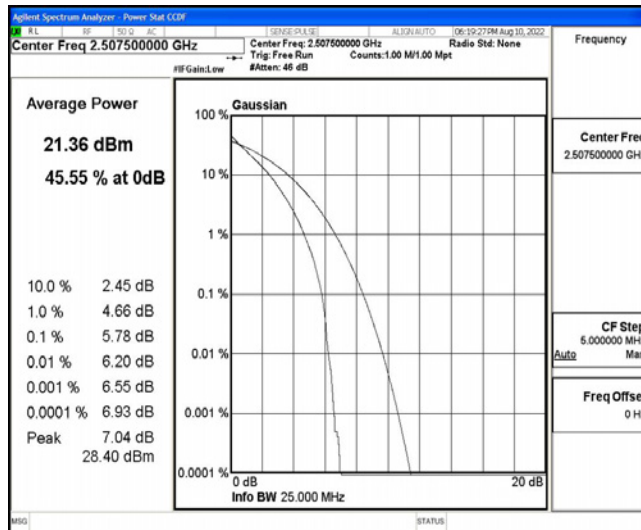 Agilent Spectrum Analyzer - Power Stat CCDF
RL RF 50 Ω AC SENSE:PULSE ALIGN AUTO 06:19:27 PM Aug 10, 2022
Center Freq 2.507500000 GHz
Center Freq: 2.507500000 GHz Radio Std: None
Trig: Free Run Counts:1.00 M/1.00 Mpt
#IFGain:Low #Atten: 46 dB
Frequency
Average Power
21.36 dBm
45.55 % at 0dB
10.0 % 2.45 dB
1.0 % 4.66 dB
0.1 % 5.78 dB
0.01 % 6.20 dB
0.001 % 6.55 dB
0.0001 % 6.93 dB
Peak 7.04 dB
28.40 dBm
Gaussian
100 %
10 %
1 %
0.1 %
0.01 %
0.001 %
0.0001 %
0 dB 20 dB
Info BW 25.000 MHz
Center Freq
2.507500000 GH
CF Step
5.000000 MH
Auto Ma
Freq Offse
0 H
MSG STATUS